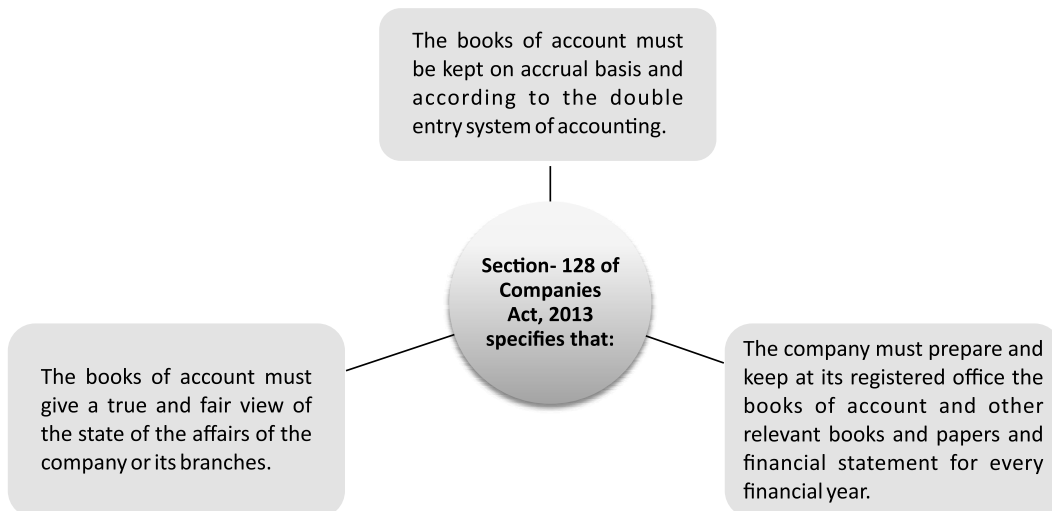 The books of account must
be kept on accrual basis and
according to the double
entry system of accounting.
Section- 128 of
Companies
Act, 2013
specifies that:
The books of account must
give a true and fair view of
the state of the affairs of the
company or its branches.
The company must prepare and
keep at its registered office the
books of account and other
relevant books and papers and
financial statement for every
financial year.